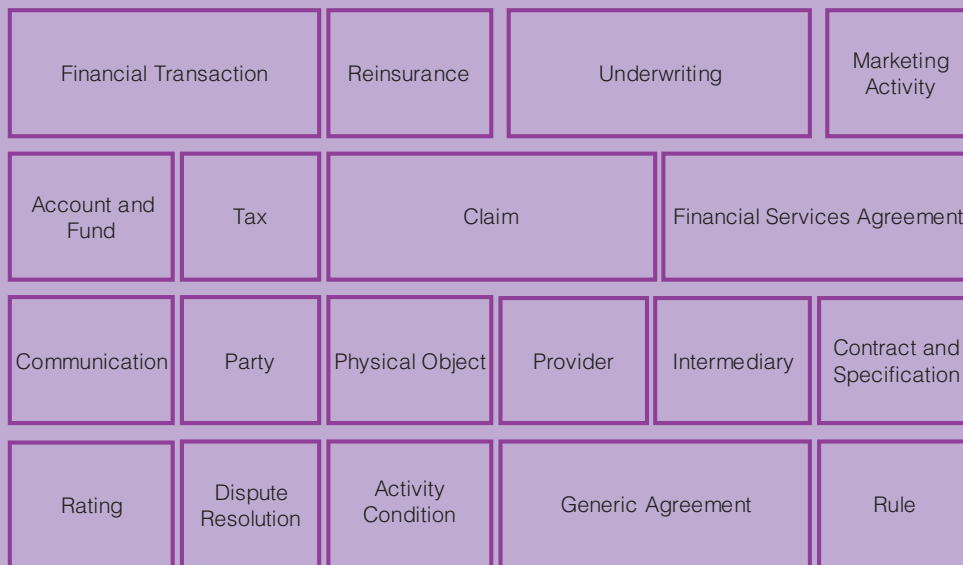 Financial Transaction
Reinsurance
Underwriting
Marketing
Activity
Account and
Fund
Tax
Claim
Financial Services Agreement
Communication
Party
Physical Object
Provider
Intermediary
Contract and
Specification
Rating
Dispute
Resolution
Activity
Condition
Generic Agreement
Rule